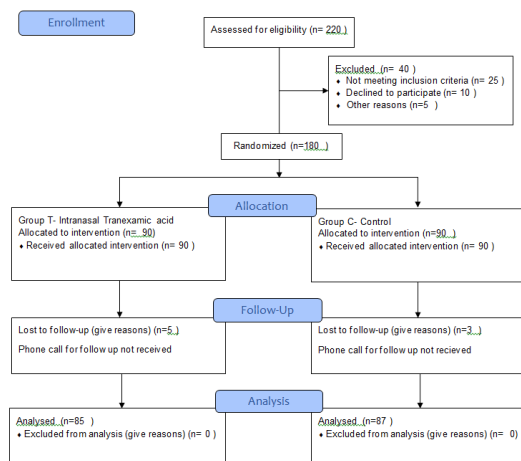 Enrollment
Assessed for eligibility (n= 220 )
Excluded (n= 40 )
♦ Not meeting inclusion criteria (n= 25 )
♦ Declined to participate (n= 10 )
♦ Other reasons (n=5 )
Randomized (n=180 )
Allocation
Group T- Intranasal Tranexamic acid
Allocated to intervention (n= 90)
♦ Received allocated intervention (n= 90 )
Group C- Control
Allocated to intervention (n=90 )
♦ Received allocated intervention (n= 90 )
Follow-Up
Lost to follow-up (give reasons) (n=5 )
Phone call for follow up not received
Lost to follow-up (give reasons) (n=3 )
Phone call for follow up not recieved
Analysis
Analysed (n=85 )
♦ Excluded from analysis (give reasons) (n= 0 )
Analysed (n=87 )
♦ Excluded from analysis (give reasons) (n= 0)